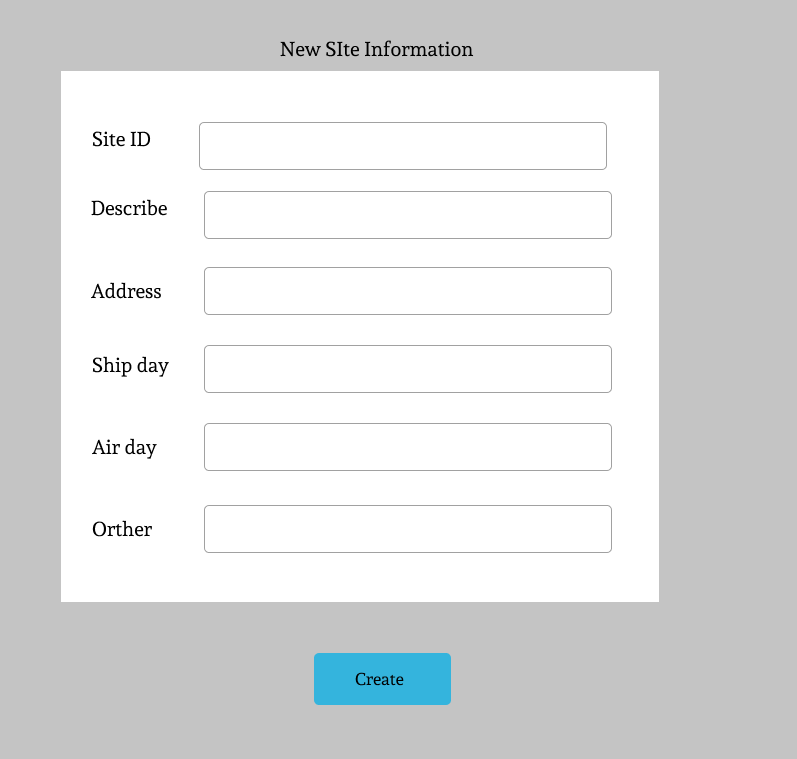 New SIte Information
Site ID
Describe
Address
Ship day
Air day
Orther
Create